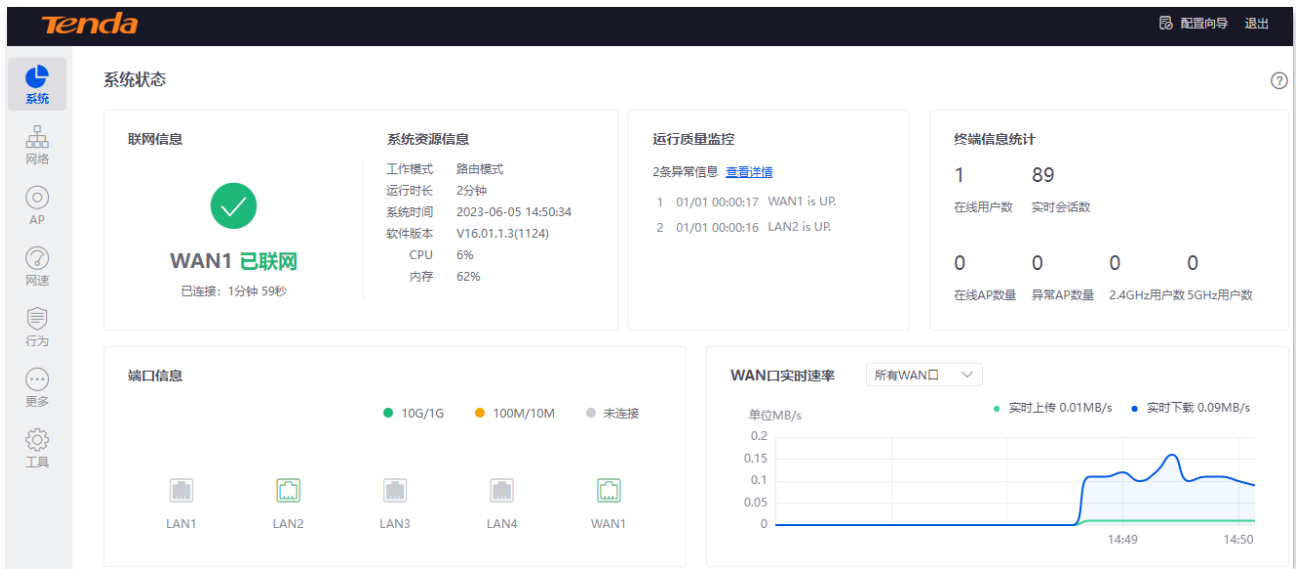 Tenda
配置向导 退出
系统
网络
AP
网速
行为
更多
工具
系统状态
联网信息
WAN1 已联网
已连接：1分钟 59秒
系统资源信息
工作模式 路由模式
运行时长 2分钟
系统时间 2023-06-05 14:50:34
软件版本 V16.01.1.3(1124)
CPU 6%
内存 62%
运行质量监控
2条异常信息 查看详情
1 01/01 00:00:17 WAN1 is UP.
2 01/01 00:00:16 LAN2 is UP.
终端信息统计
1 89
在线用户数 实时会话数
0 0 0 0
在线AP数量 异常AP数量 2.4GHz用户数 5GHz用户数
端口信息
10G/1G 100M/10M 未连接
LAN1 LAN2 LAN3 LAN4 WAN1
WAN口实时速率 所有WAN口
单位MB/s 实时上传 0.01MB/s 实时下载 0.09MB/s
0.2
0.15
0.1
0.05
0
14:49 14:50